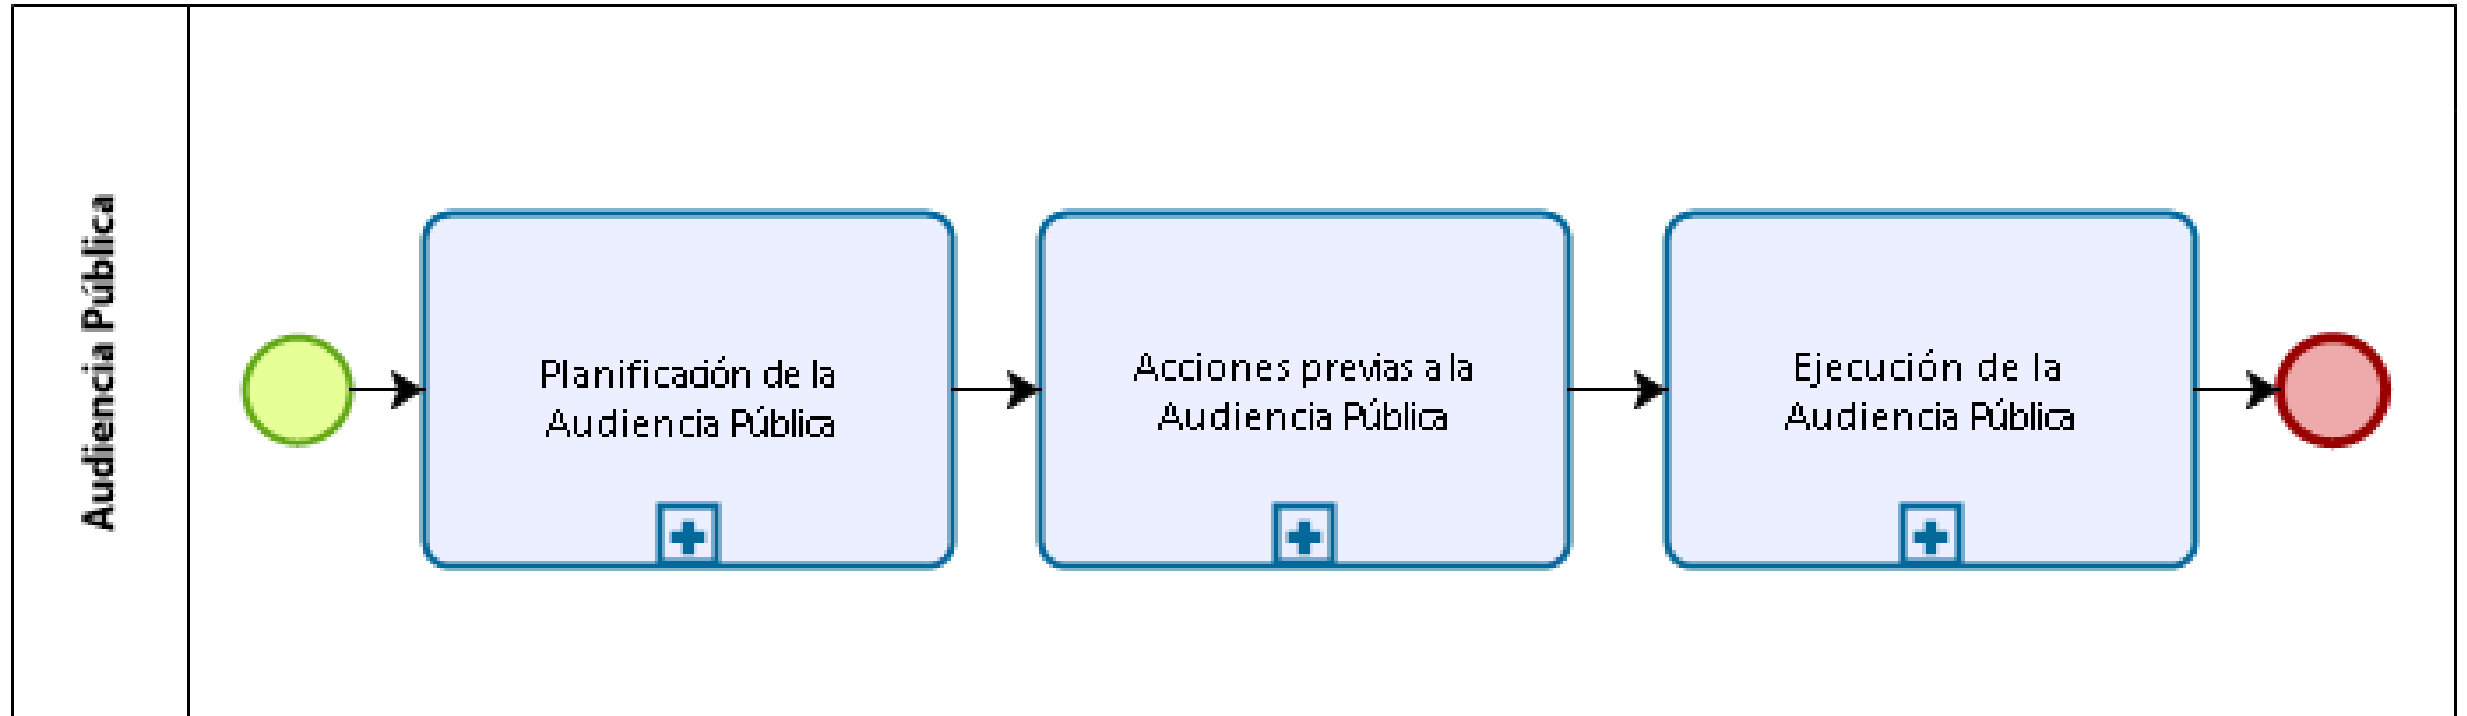 Audiencia Pública
Planificación de la
Audiencia Pública
Acciones previas a la
Audiencia Pública
Ejecución de la
Audiencia Pública